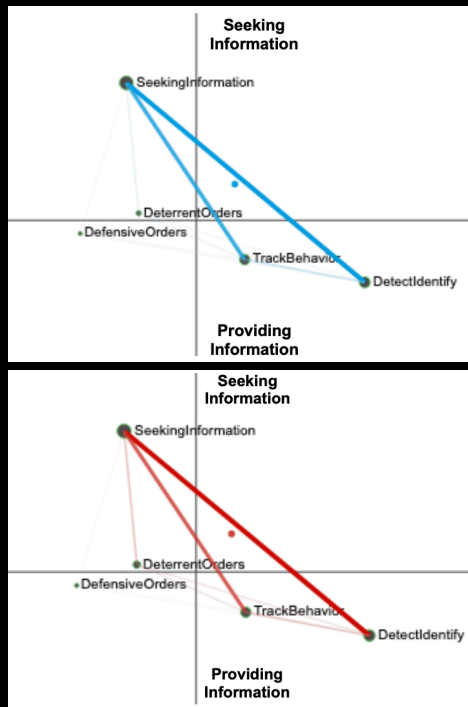 Seeking
Information
SeekingInformation
DeterrentOrders
DefensiveOrders
TrackBehavior
DetectIdentify
Providing
Information
Seeking
Information
SeekingInformation
DeterrentOrders
DefensiveOrders
TrackBehavior
DetectIdentify
Providing
Information